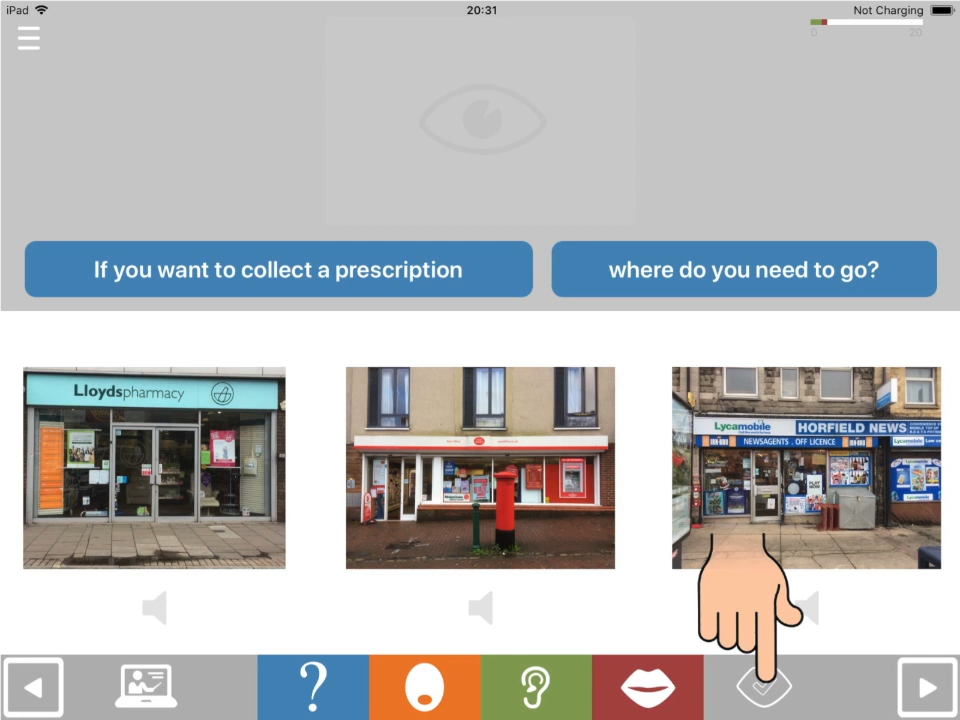 iPad
20:31
Not Charging
0 20
If you want to collect a prescription
where do you need to go?
Lloydspharmacy
Lycamobile
HORFIELD NEWS
NEWSAGENTS . OFF LICENCE
Lycamobile
?